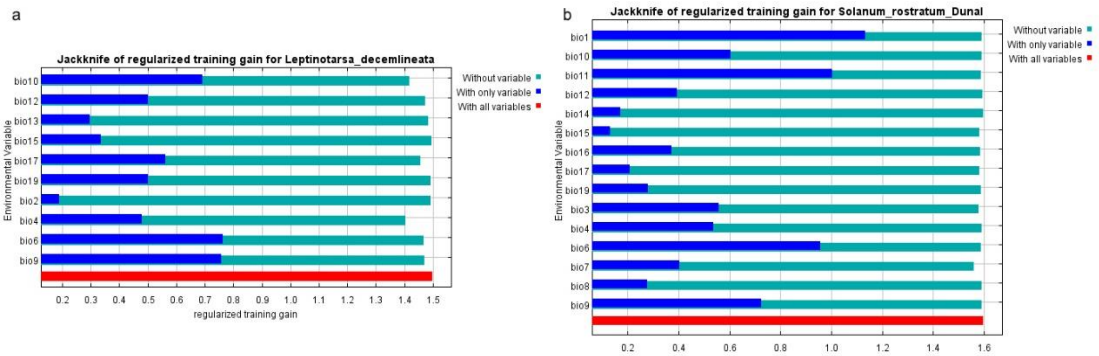 a
Jackknife of regularized training gain for Leptinotarsa_decemlineata
Without variable
With only variable
With all variables
Environmental Variable
bio10
bio12
bio13
bio15
bio17
bio19
bio2
bio4
bio6
bio9
0.2 0.3 0.4 0.5 0.6 0.7 0.8 0.9 1.0 1.1 1.2 1.3 1.4 1.5
regularized training gain
b
Jackknife of regularized training gain for Solanum_rostratum_Dunal
Without variable
With only variable
With all variables
Environmental Variable
bio1
bio10
bio11
bio12
bio14
bio15
bio16
bio17
bio19
bio3
bio4
bio6
bio7
bio8
bio9
0.2 0.4 0.6 0.8 1.0 1.2 1.4 1.6